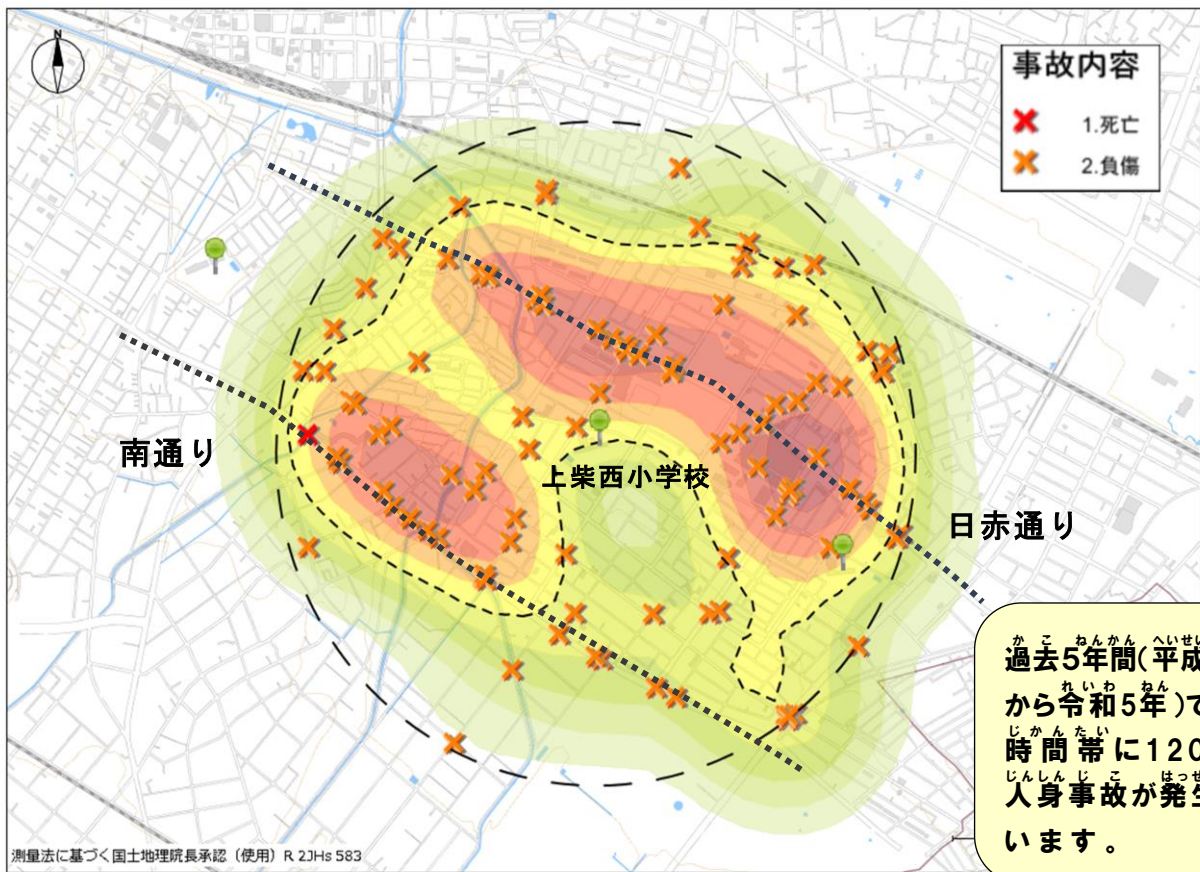 N
事故内容
1.死亡
2.負傷
南通り
上柴西小学校
日赤通り
かこ ねんかん へいせい
過去5年間(平成
れいわ ねん
から令和5年)で
じかんたい
時間帯に120
じんしんじこ はっせ
人身事故が発生
います。
測量法に基づく国土地理院長承認（使用）R 2JHs 583